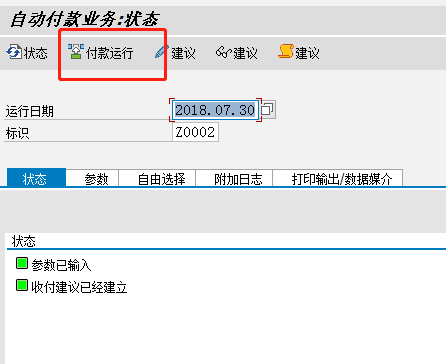 自动付款业务:状态
状态 付款运行 建议 建议 建议
运行日期 2018.07.30
标识 Z0002
状态 参数 自由选择 附加日志 打印输出/数据媒介
状态
参数已输入
收付建议已经建立